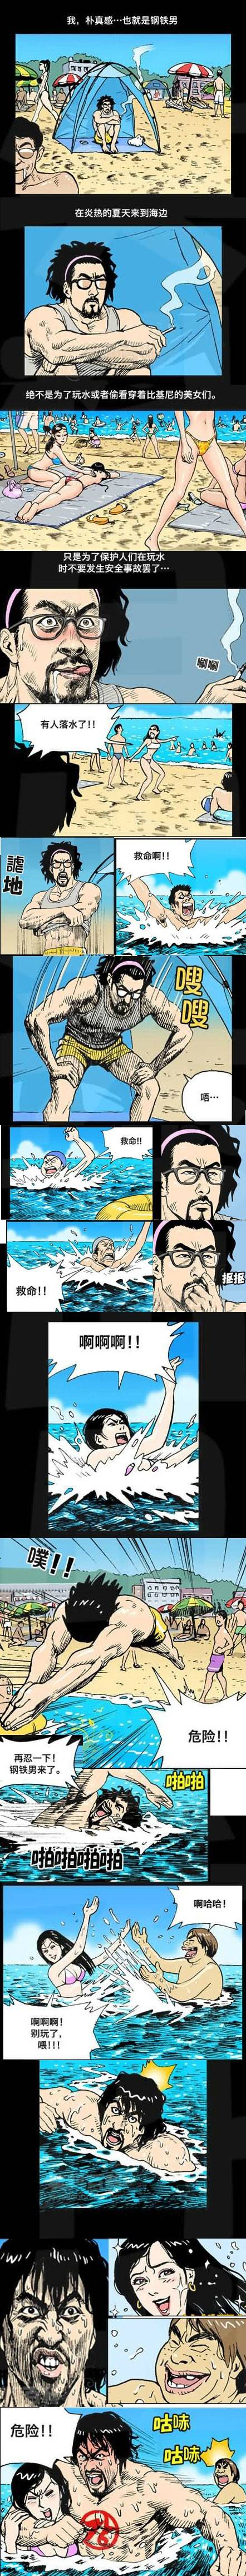 我，朴真感…也就是钢铁男
在炎热的夏天来到海边
绝不是为了玩水或者偷看穿着比基尼的美女们。
只是为了保护人们在玩水
时不要发生安全事故罢了…
唰唰
有人落水了!!
謔地
救命啊!!
嗖
嗖
唔…
救命!!
救命!!
抠抠
啊啊啊!!
噗!!
危险!!
再忍一下!
钢铁男来了。
啪啪
啪啪啪啪
啊哈哈!
啊啊啊!
别玩了，
喂!!!
危险!!
咕哧
咕哧